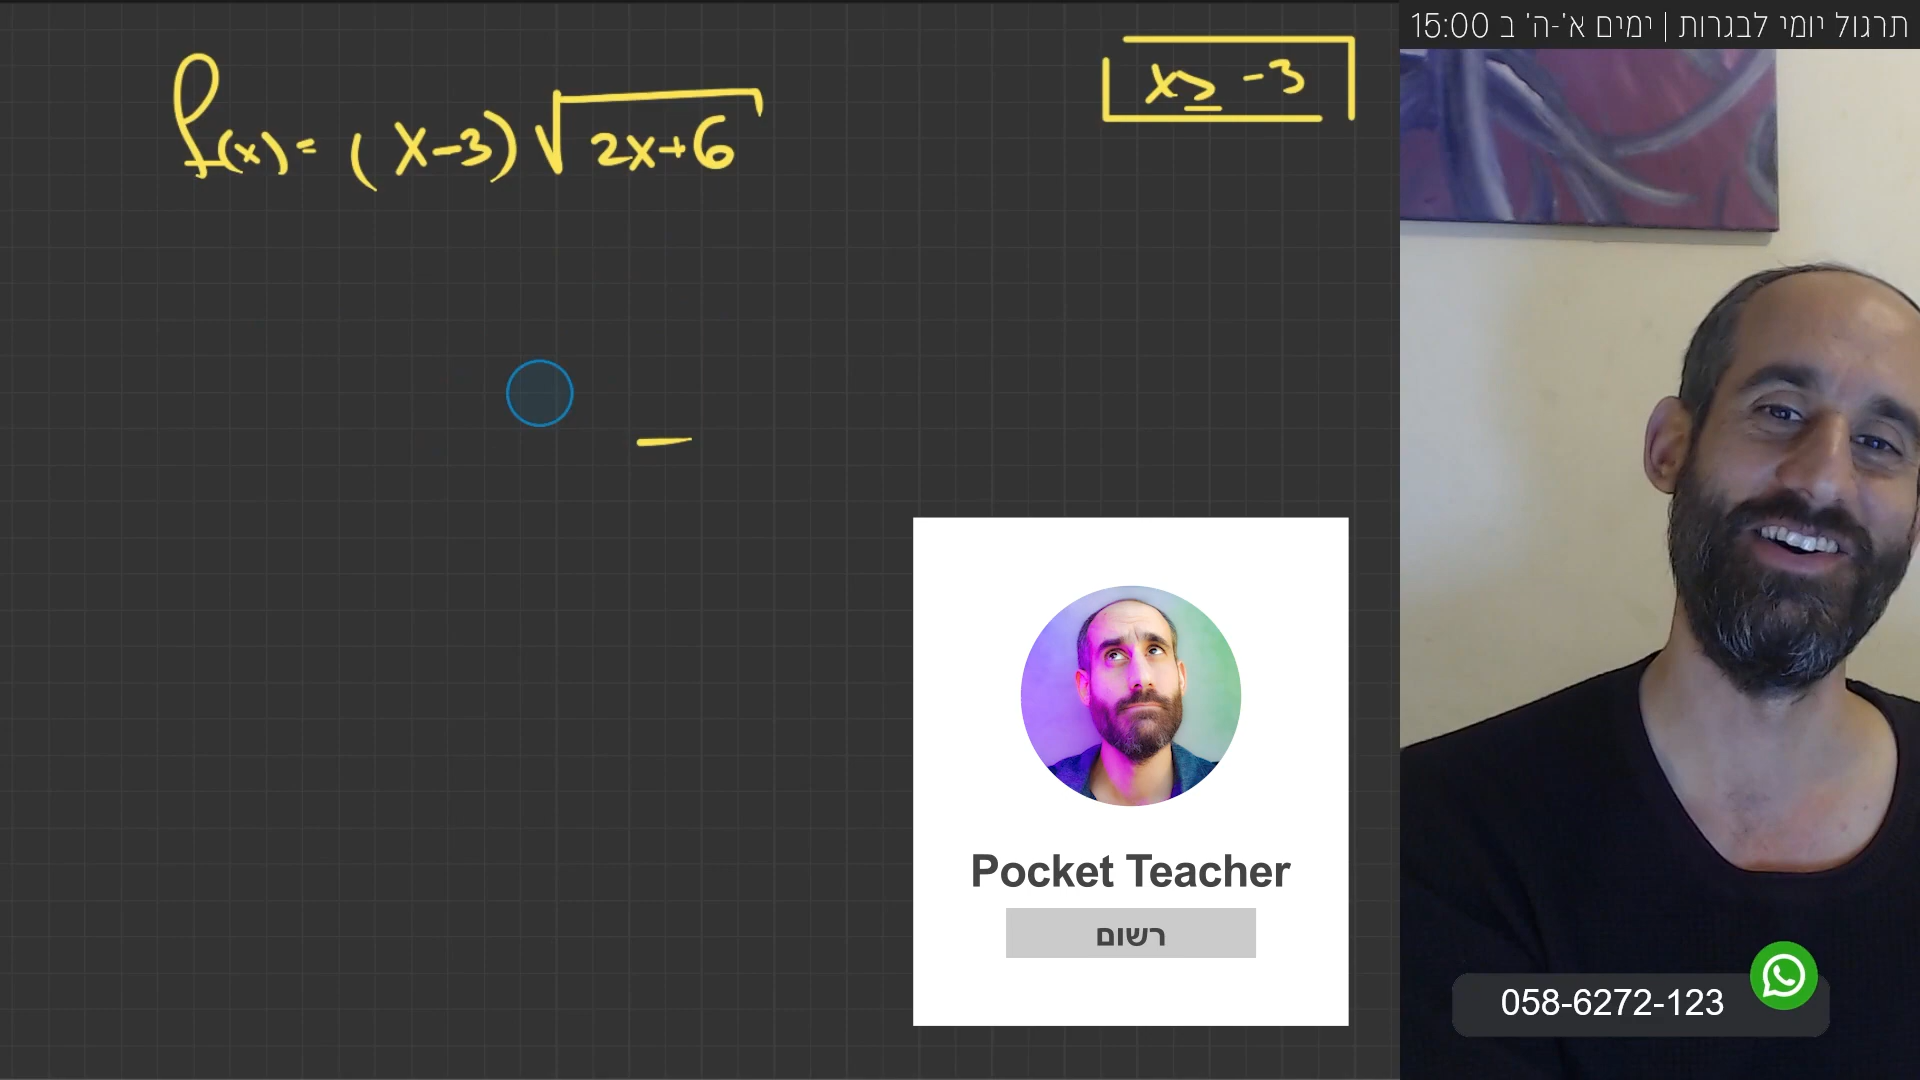 תרגול יומי לבגרות | ימים א'-ה' ב 15:00
f(x) = (x-3)√2x+6
x ≥ -3
Pocket Teacher
רשום
058-6272-123